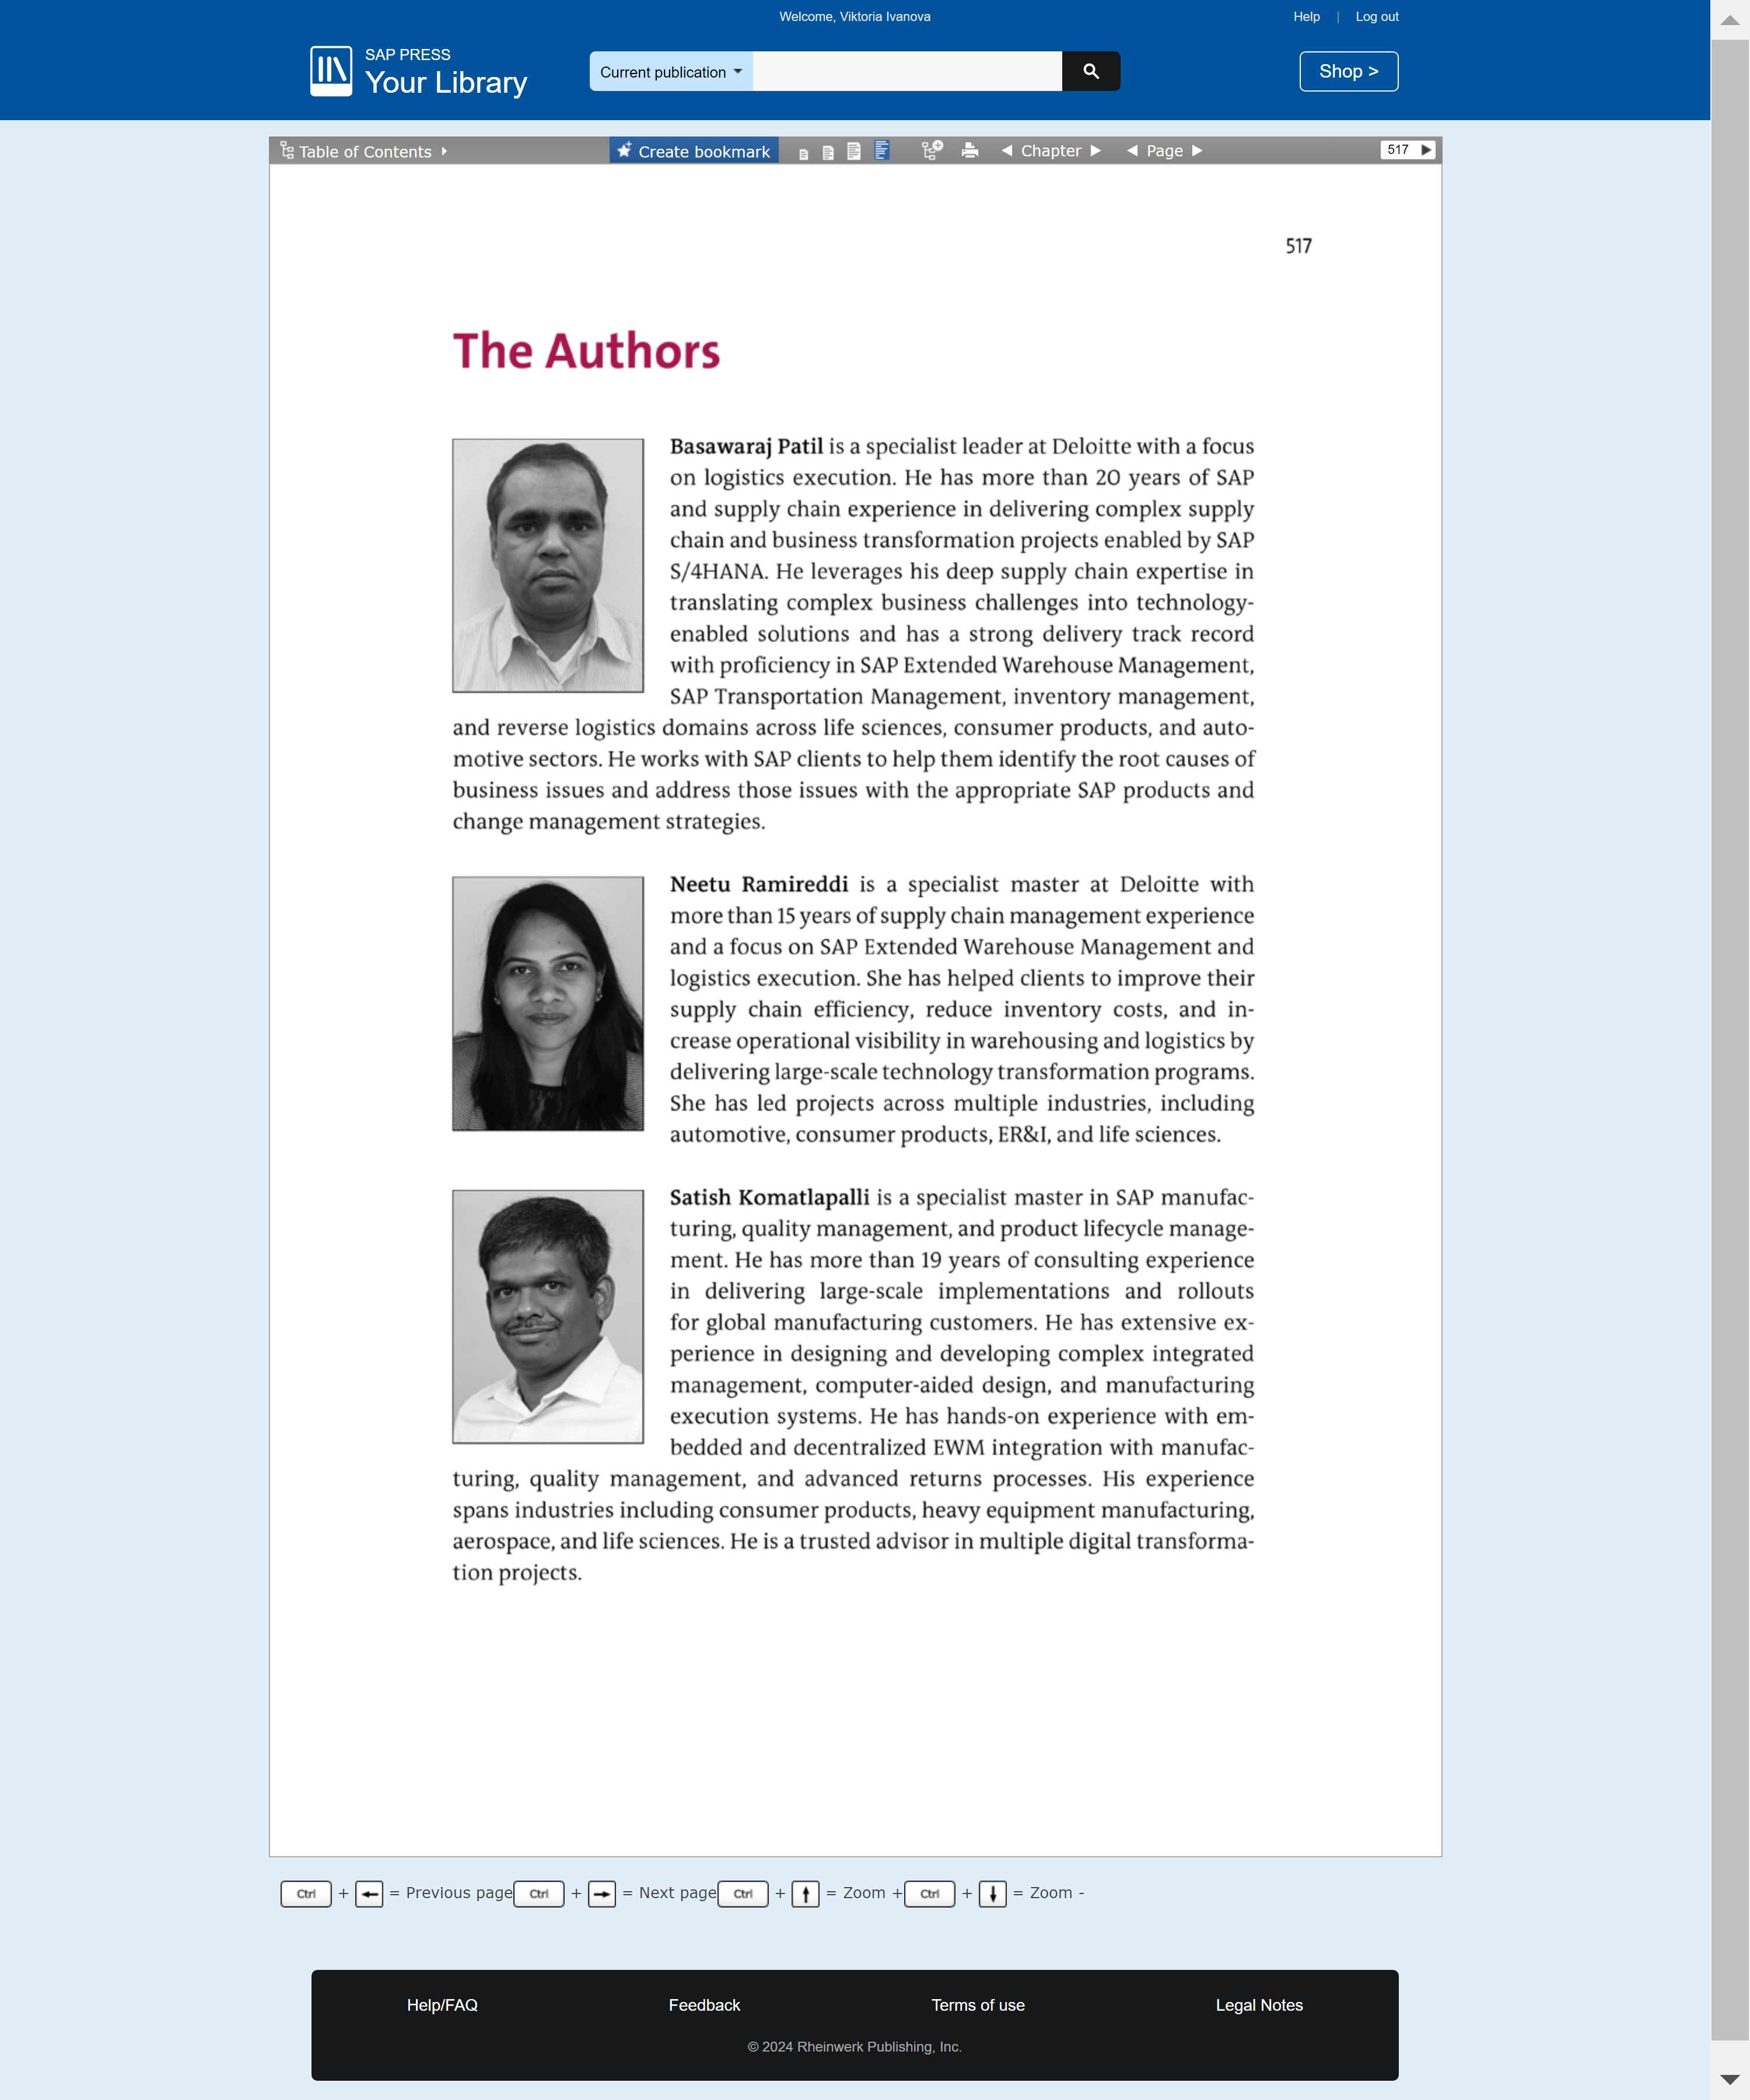 Welcome, Viktoria Ivanova
Help | Log out
SAP PRESS
Your Library
Current publication
Shop >
Table of Contents
Create bookmark
Chapter
Page
517
517
The Authors
Basawaraj Patil is a specialist leader at Deloitte with a focus
on logistics execution. He has more than 20 years of SAP
and supply chain experience in delivering complex supply
chain and business transformation projects enabled by SAP
S/4HANA. He leverages his deep supply chain expertise in
translating complex business challenges into technology-
enabled solutions and has a strong delivery track record
with proficiency in SAP Extended Warehouse Management,
SAP Transportation Management, inventory management,
and reverse logistics domains across life sciences, consumer products, and auto-
motive sectors. He works with SAP clients to help them identify the root causes of
business issues and address those issues with the appropriate SAP products and
change management strategies.
Neetu Ramireddi is a specialist master at Deloitte with
more than 15 years of supply chain management experience
and a focus on SAP Extended Warehouse Management and
logistics execution. She has helped clients to improve their
supply chain efficiency, reduce inventory costs, and in-
crease operational visibility in warehousing and logistics by
delivering large-scale technology transformation programs.
She has led projects across multiple industries, including
automotive, consumer products, ER&I, and life sciences.
Satish Komatlapalli is a specialist master in SAP manufac-
turing, quality management, and product lifecycle manage-
ment. He has more than 19 years of consulting experience
in delivering large-scale implementations and rollouts
for global manufacturing customers. He has extensive ex-
perience in designing and developing complex integrated
management, computer-aided design, and manufacturing
execution systems. He has hands-on experience with em-
bedded and decentralized EWM integration with manufac-
turing, quality management, and advanced returns processes. His experience
spans industries including consumer products, heavy equipment manufacturing,
aerospace, and life sciences. He is a trusted advisor in multiple digital transforma-
tion projects.
Ctrl + ← = Previous page Ctrl + → = Next page Ctrl + ↑ = Zoom + Ctrl + ↓ = Zoom -
Help/FAQ Feedback Terms of use Legal Notes
© 2024 Rheinwerk Publishing, Inc.